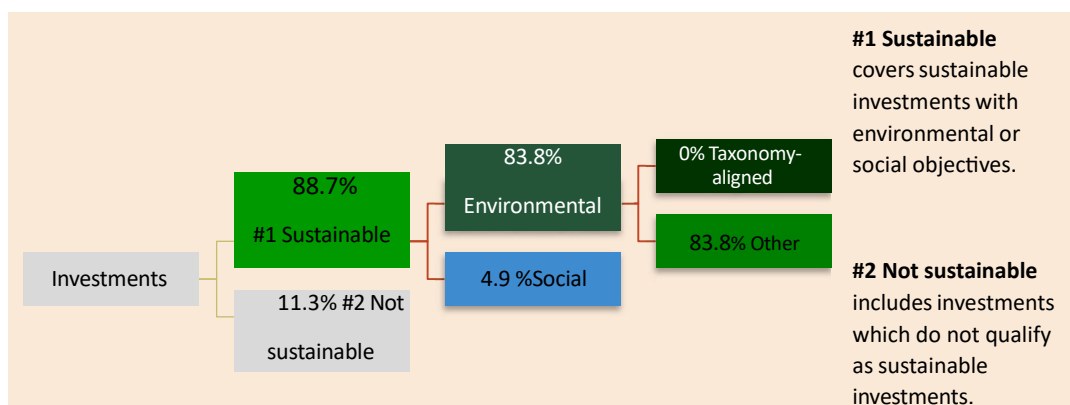 Investments
88.7%
#1 Sustainable
11.3% #2 Not
sustainable
83.8%
Environmental
4.9 %Social
0% Taxonomy-
aligned
83.8% Other
#1 Sustainable
covers sustainable
investments with
environmental or
social objectives.
#2 Not sustainable
includes investments
which do not qualify
as sustainable
investments.